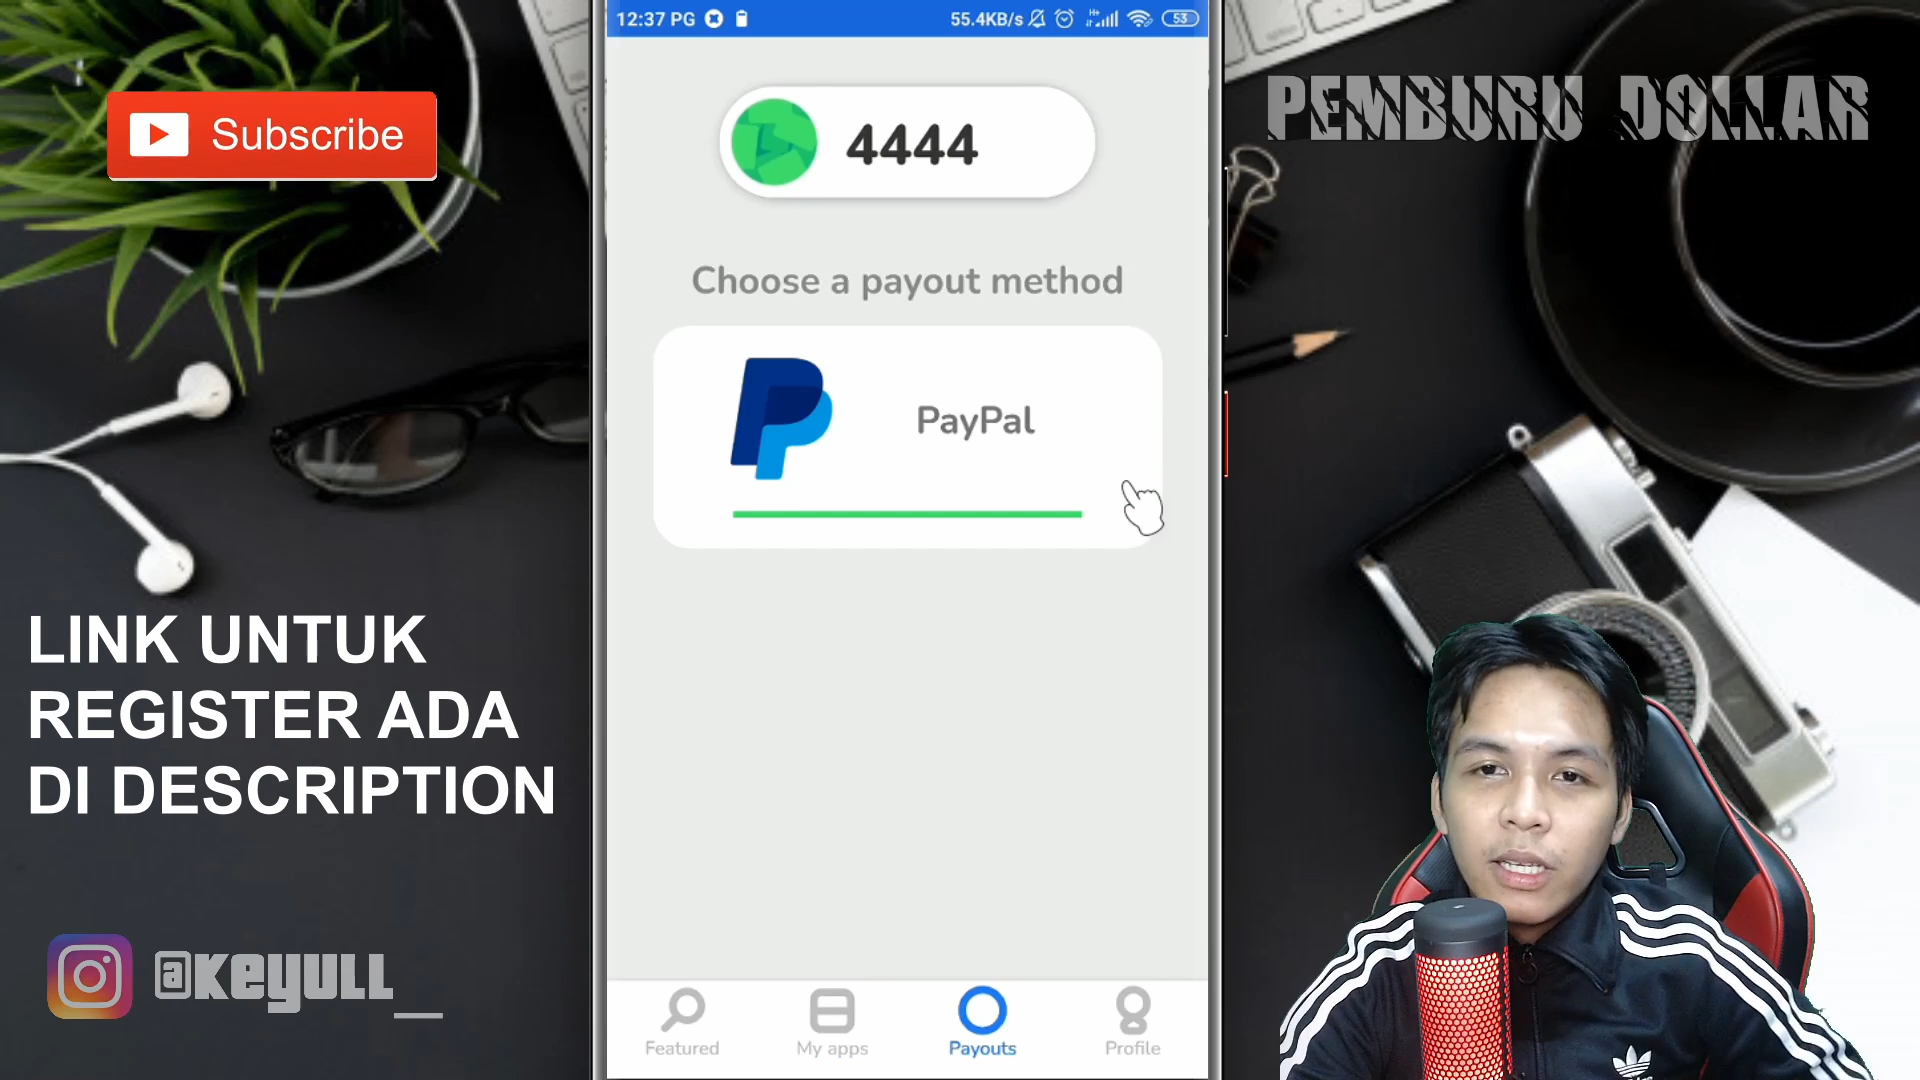 12:37 PG
55.4KB/s
53
Subscribe
PEMBURU DOLLAR
4444
Choose a payout method
PayPal
LINK UNTUK
REGISTER ADA
DI DESCRIPTION
@KEYULL_
Featured
My apps
Payouts
Profile